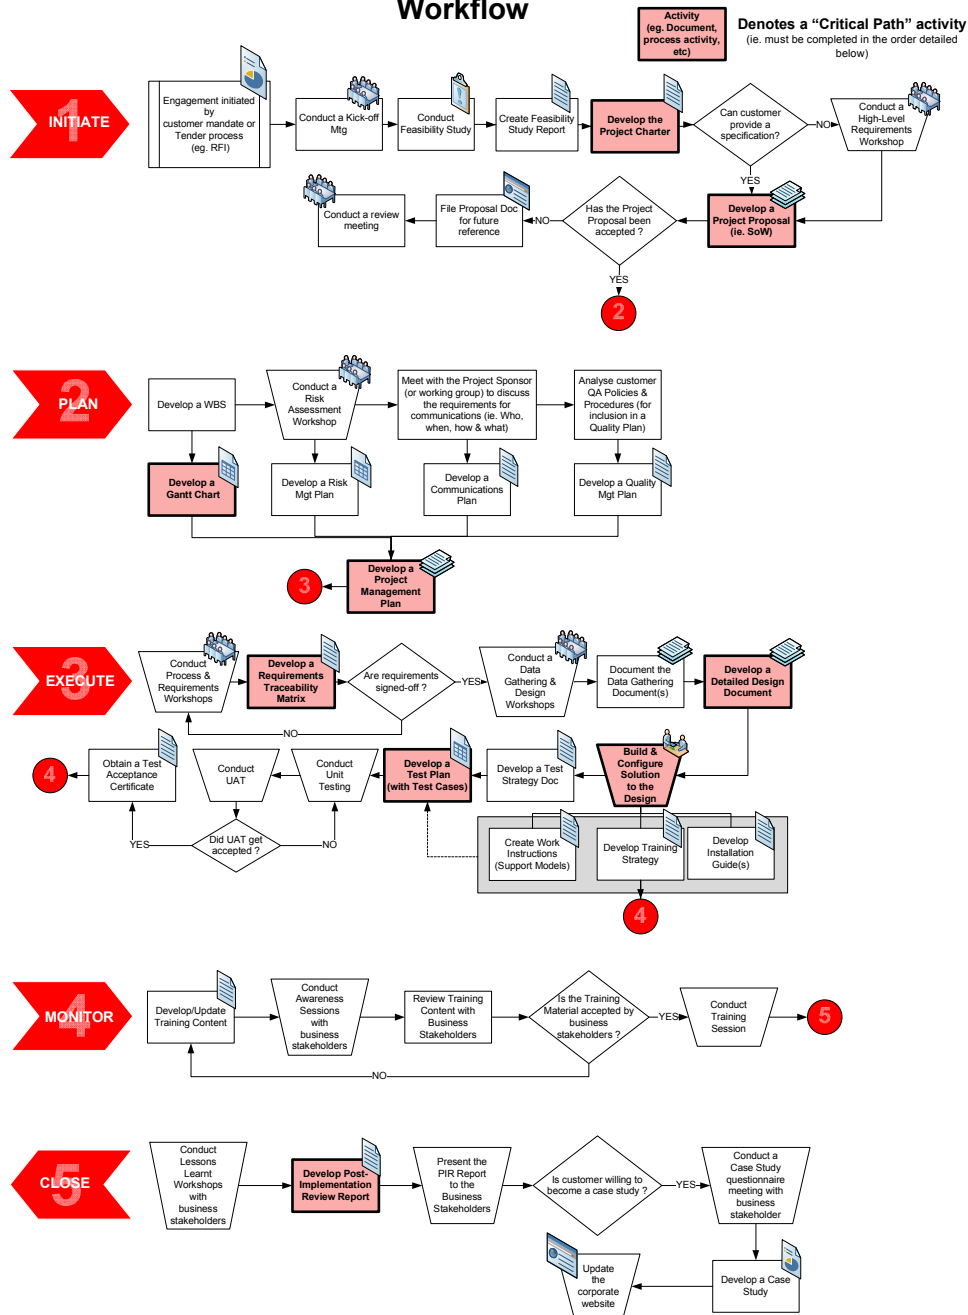 Workflow
Activity
(eg. Document,
process activity,
etc)
Denotes a “Critical Path” activity
(ie. must be completed in the order detailed
below)
1
INITIATE
Engagement initiated
by
customer mandate or
Tender process
(eg. RFI)
Conduct a Kick-off
Mtg
Conduct
Feasibility Study
Create Feasibility
Study Report
Develop the
Project Charter
Can customer
provide a
specification?
NO
Conduct a
High-Level
Requirements
Workshop
YES
Develop a
Project Proposal
(ie. SoW)
Has the Project
Proposal been
accepted ?
NO
File Proposal Doc
for future
reference
Conduct a review
meeting
YES
2
2
PLAN
Develop a WBS
Conduct a
Risk
Assessment
Workshop
Meet with the Project Sponsor
(or working group) to discuss
the requirements for
communications (ie. Who,
when, how & what)
Analyse customer
QA Policies &
Procedures (for
inclusion in a
Quality Plan)
Develop a
Gantt Chart
Develop a Risk
Mgt Plan
Develop a
Communications
Plan
Develop a Quality
Mgt Plan
Develop a
Project
Management
Plan
3
3
EXECUTE
Conduct
Process &
Requirements
Workshops
Develop a
Requirements
Traceability
Matrix
Are requirements
signed-off ?
YES
NO
Conduct a
Data
Gathering &
Design
Workshops
Document the
Data Gathering
Document(s)
Develop a
Detailed Design
Document
Build &
Configure
Solution
to the
Design
Develop a Test
Strategy Doc
Develop a
Test Plan
(with Test Cases)
Conduct
Unit
Testing
Conduct
UAT
Obtain a Test
Acceptance
Certificate
4
YES
Did UAT get
accepted ?
NO
Create Work
Instructions
(Support Models)
Develop Training
Strategy
Develop
Installation
Guide(s)
4
4
MONITOR
Develop/Update
Training Content
Conduct
Awareness
Sessions
with
business
stakeholders
Review Training
Content with
Business
Stakeholders
Is the Training
Material accepted by
business
stakeholders ?
YES
Conduct
Training
Session
5
NO
5
CLOSE
Conduct
Lessons
Learnt
Workshops
with
business
stakeholders
Develop Post-
Implementation
Review Report
Present the
PIR Report
to the
Business
Stakeholders
Is customer willing to
become a case study ?
YES
Conduct a
Case Study
questionnaire
meeting with
business
stakeholder
Develop a Case
Study
Update
the
corporate
website